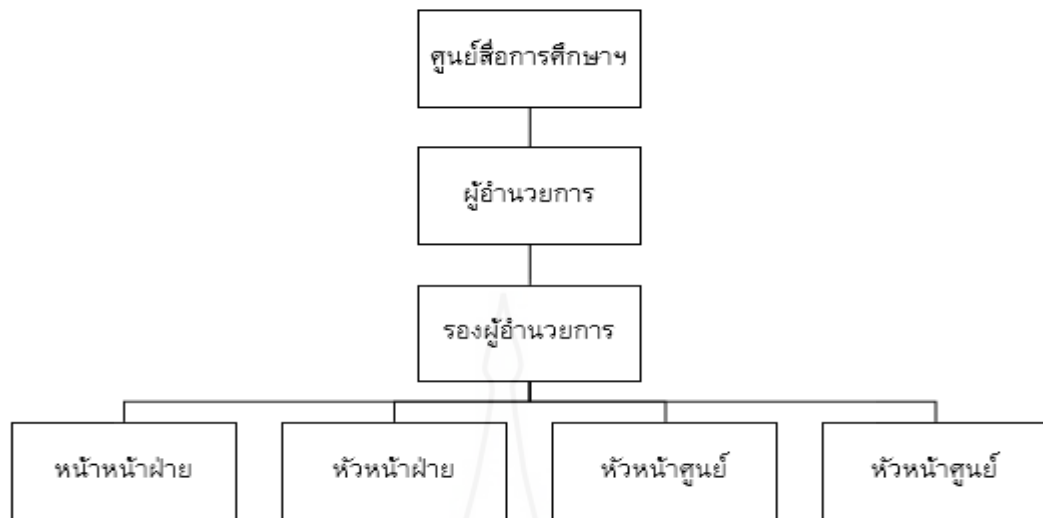 ศูนย์สื่อการศึกษาฯ
ผู้อำนวยการ
รองผู้อำนวยการ
หน้าหน้าฝ่าย
หัวหน้าฝ่าย
หัวหน้าศูนย์
หัวหน้าศูนย์